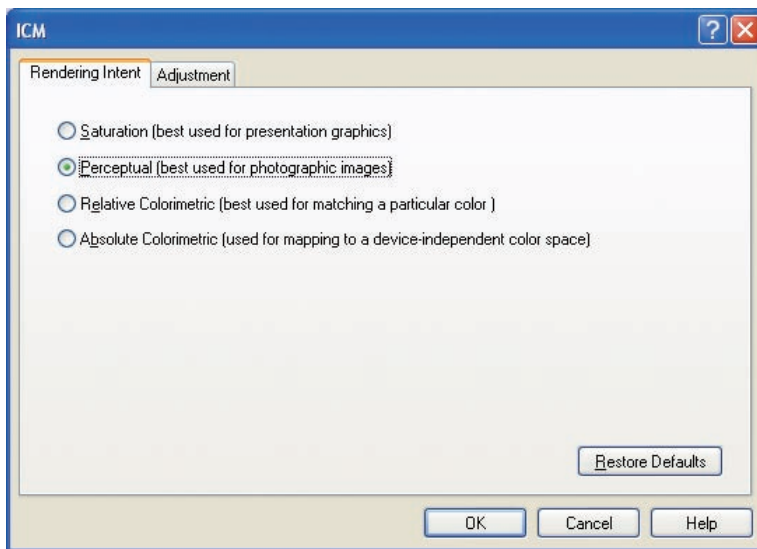 ICM
Rendering Intent Adjustment
Saturation (best used for presentation graphics)
Perceptual (best used for photographic images)
Relative Colorimetric (best used for matching a particular color )
Absolute Colorimetric (used for mapping to a device-independent color space)
Restore Defaults
OK Cancel Help